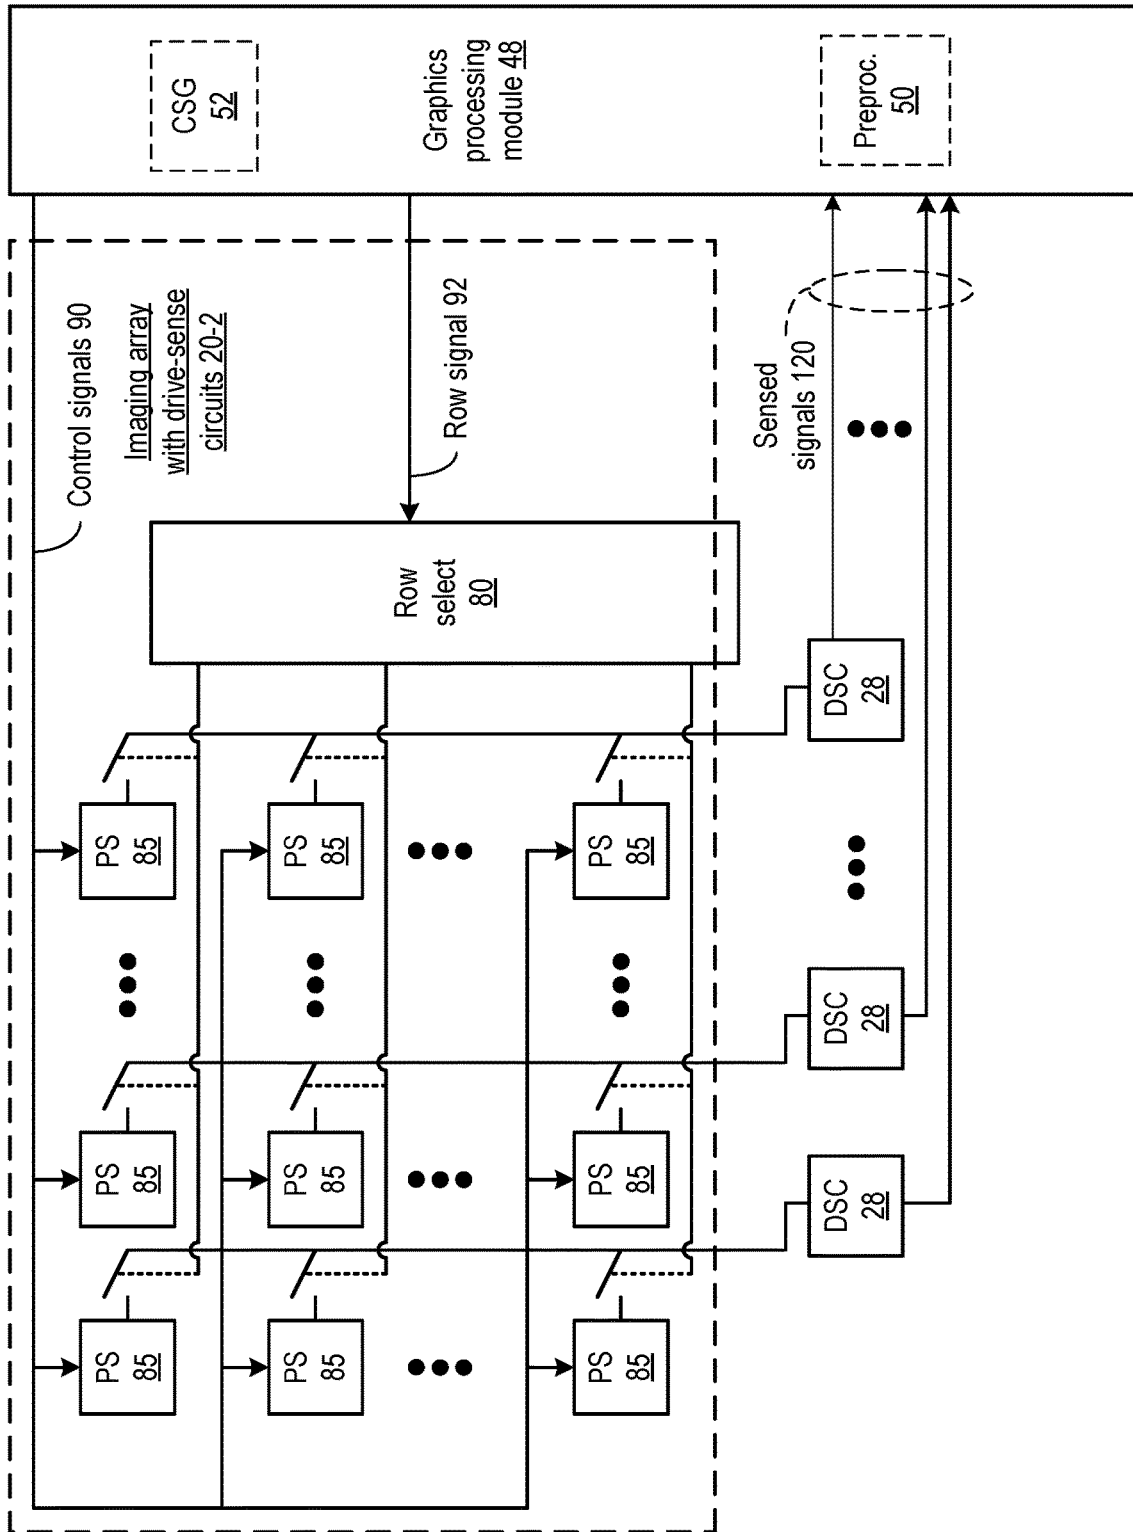 Control signals 90
Imaging array
with drive-sense
circuits 20-2
CSG
52
PS
85
PS
85
PS
85
PS
85
PS
85
PS
85
Row
select
80
Row signal 92
Graphics
processing
module 48
PS
85
PS
85
PS
85
DSC
28
DSC
28
DSC
28
Sensed
signals 120
Preproc.
50